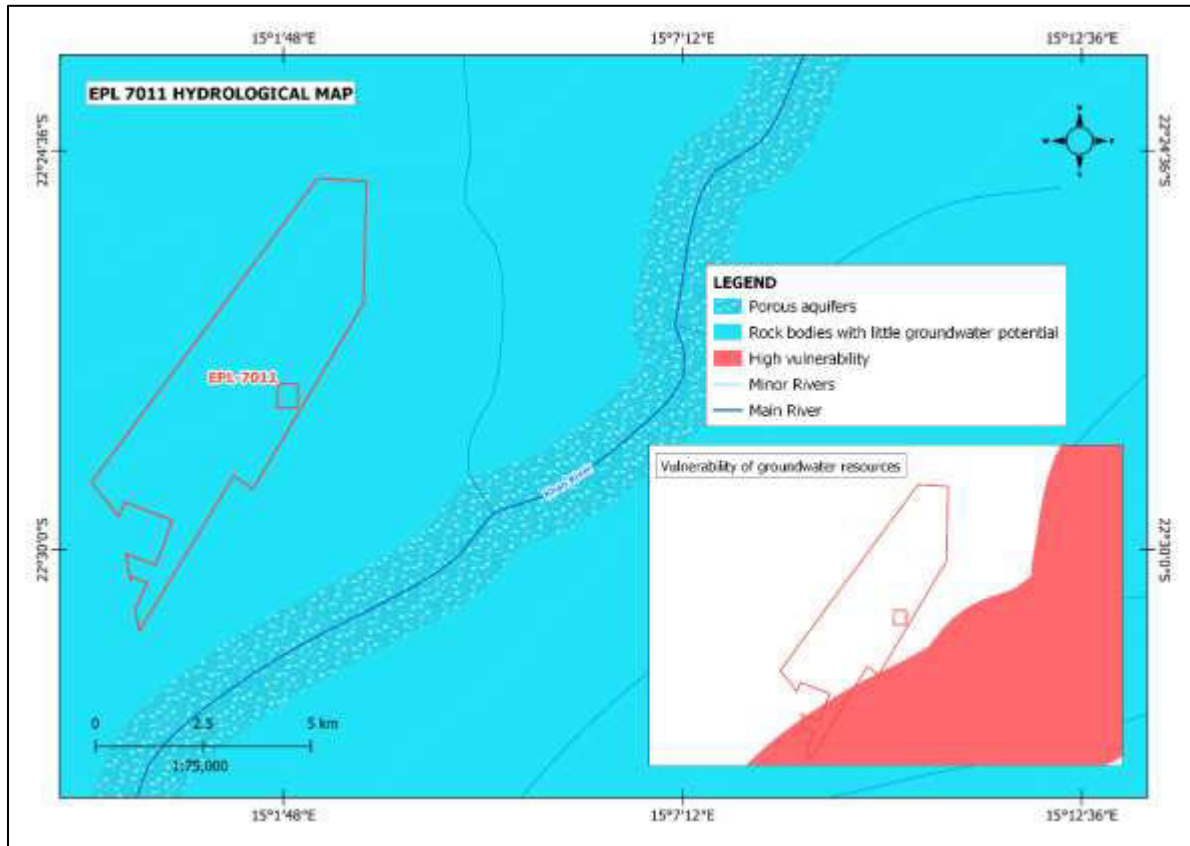 15°1'48"E 15°7'12"E 15°12'36"E
EPL 7011 HYDROLOGICAL MAP
22°24'36"S
22°24'36"S
LEGEND
Porous aquifers
Rock bodies with little groundwater potential
High vulnerability
Minor Rivers
Main River
EPL-7011
Khan River
Vulnerability of groundwater resources
22°30'0"S
22°30'0"S
0 2.5 5 km
1:75,000
15°1'48"E 15°7'12"E 15°12'36"E